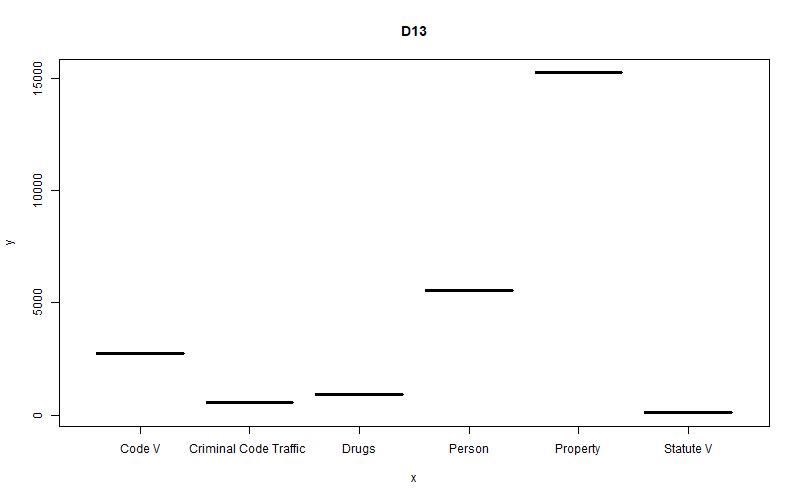 D13
15000
10000
5000
0
y
Code V
Criminal Code Traffic
Drugs
Person
Property
Statute V
x